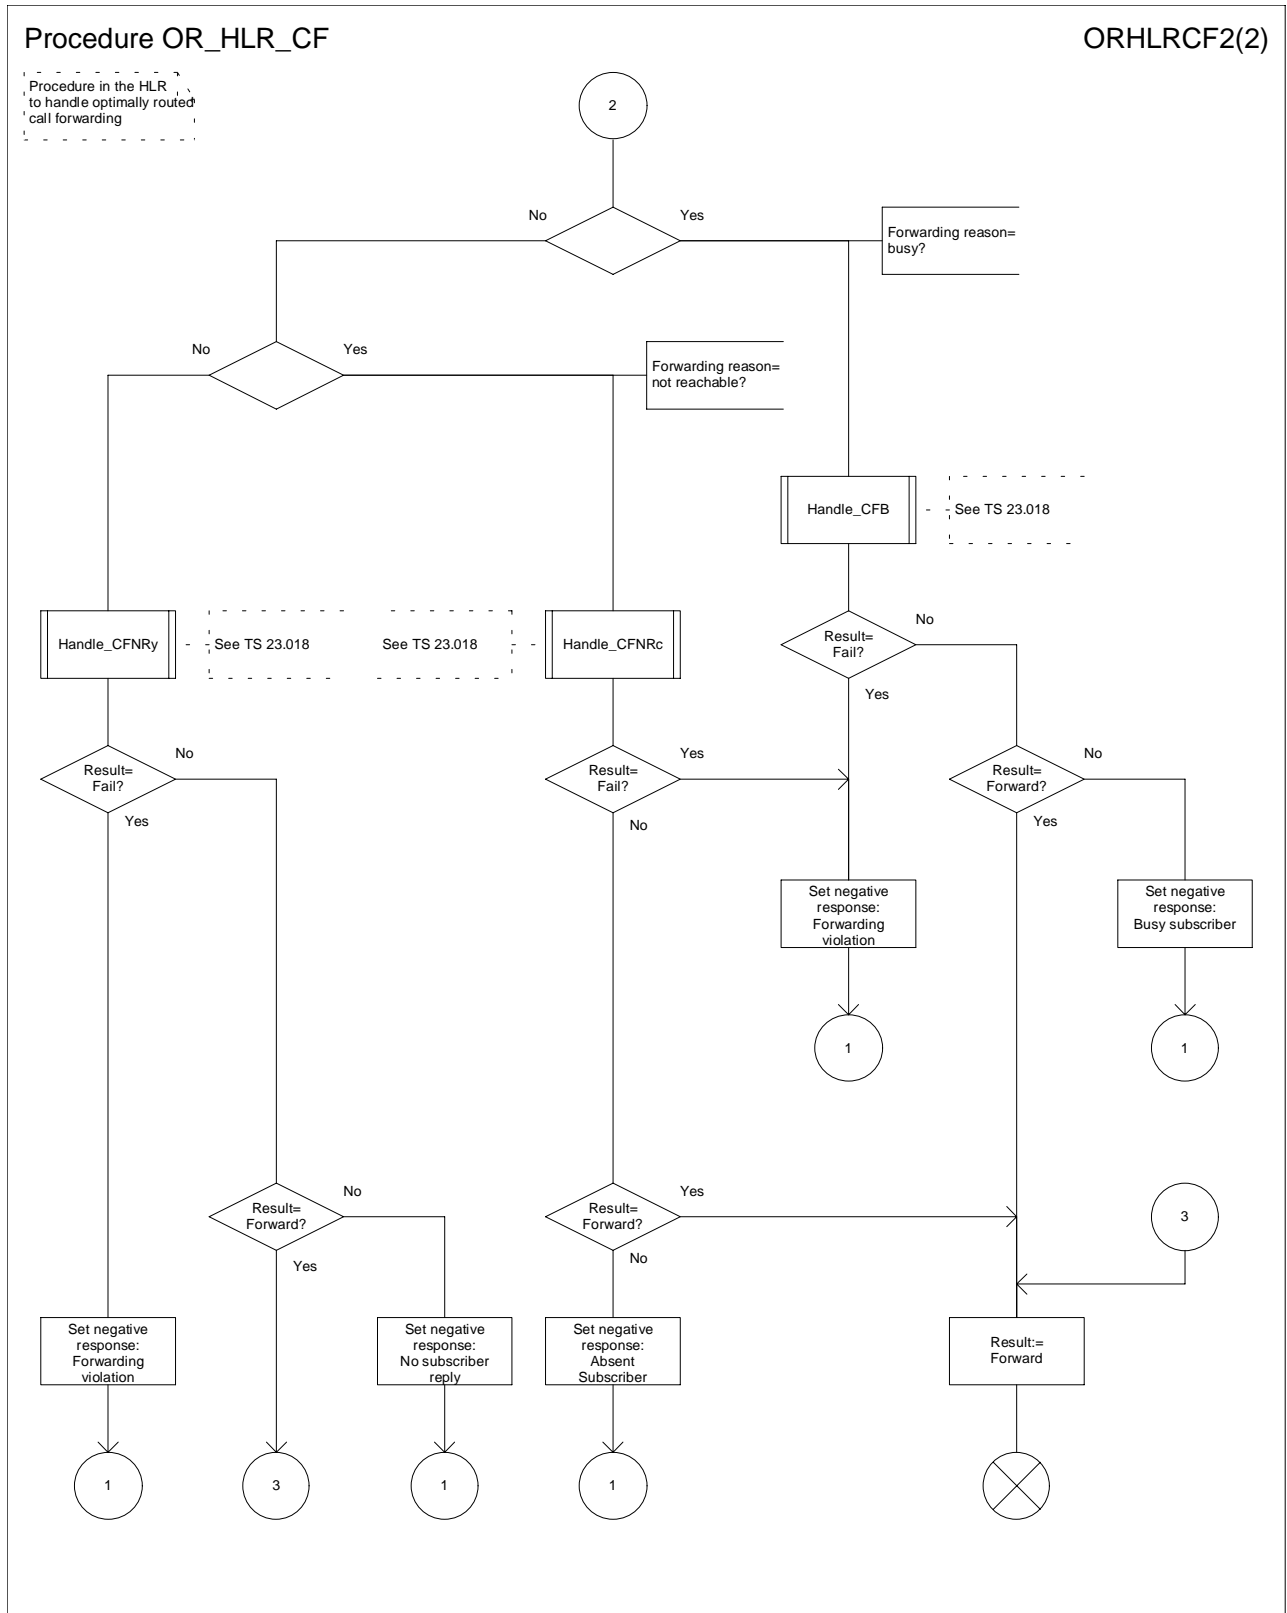 Procedure OR_HLR_CF
ORHLRCF2(2)
Procedure in the HLR
to handle optimally routed
call forwarding
2
No
Yes
Forwarding reason=
busy?
No
Yes
Forwarding reason=
not reachable?
Handle_CFB
See TS 23.018
Handle_CFNRy
See TS 23.018
See TS 23.018
Handle_CFNRc
Result=
Fail?
No
Yes
Result=
Fail?
No
Yes
Result=
Fail?
Yes
No
Result=
Forward?
No
Yes
Set negative
response:
Forwarding
violation
Set negative
response:
Busy subscriber
1
1
Result=
Forward?
No
Yes
Result=
Forward?
Yes
No
3
Set negative
response:
Forwarding
violation
Set negative
response:
No subscriber
reply
Set negative
response:
Absent
Subscriber
Result:=
Forward
1
3
1
1